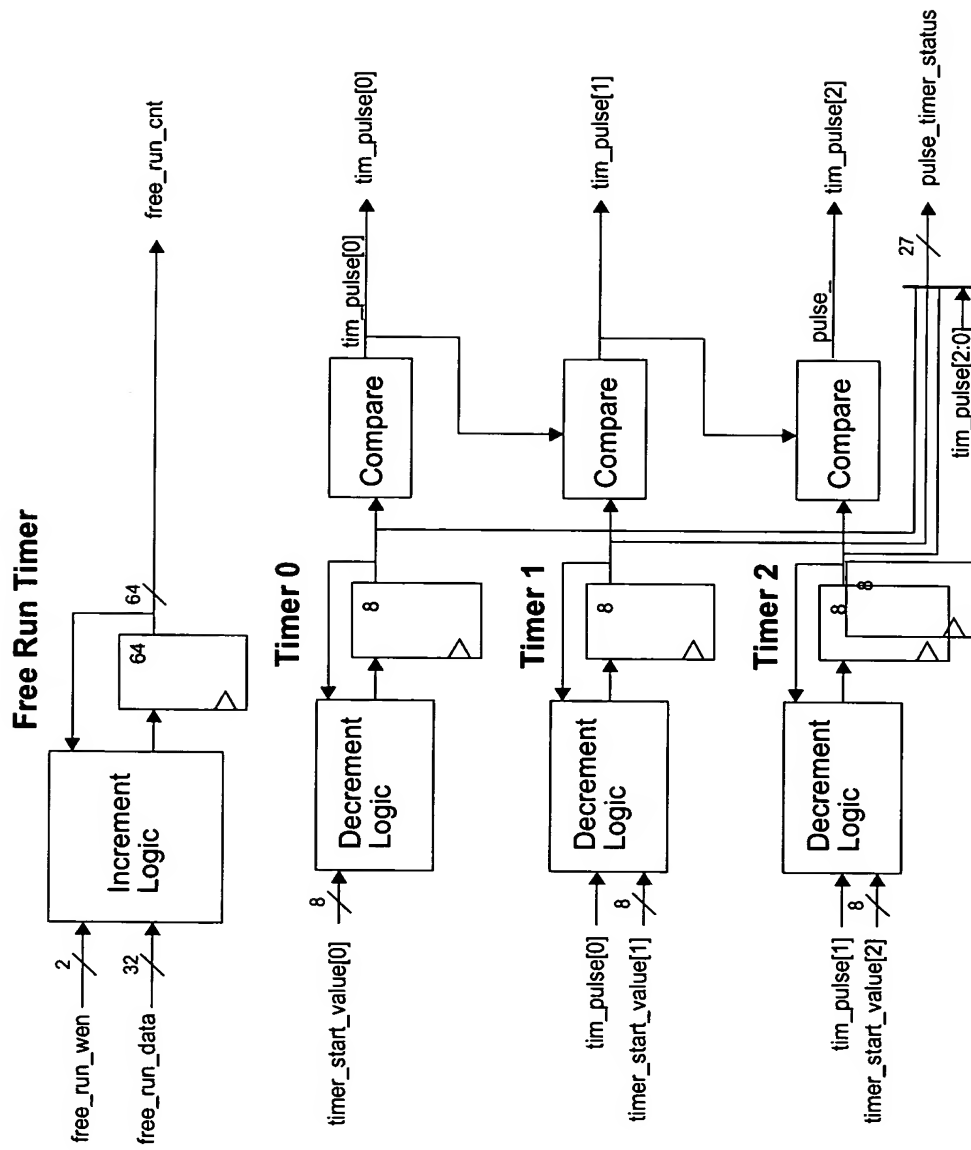 Free Run Timer
free_run_wen
2
free_run_data
32
Increment
Logic
64
64
free_run_cnt
Timer 0
timer_start_value[0]
8
Decrement
Logic
8
Compare
tim_pulse[0]
tim_pulse[0]
Timer 1
tim_pulse[0]
timer_start_value[1]
8
Decrement
Logic
8
Compare
tim_pulse[1]
Timer 2
tim_pulse[1]
timer_start_value[2]
8
Decrement
Logic
8
8
Compare
pulse_
tim_pulse[2]
27
pulse_timer_status
tim_pulse[2:0]